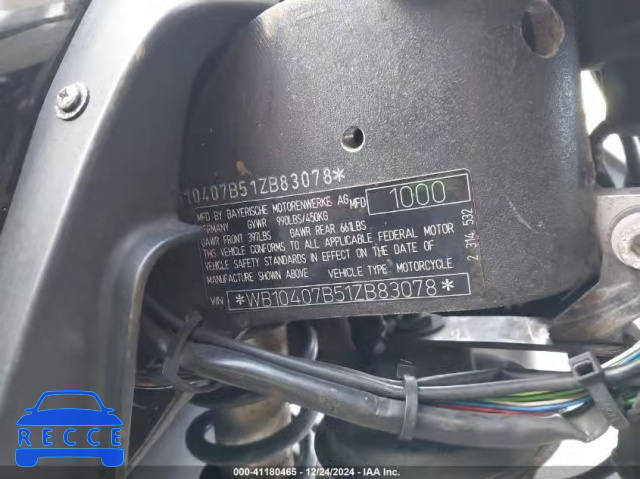 10407B51ZB83078*
MFD BY BAYERISCHE MOTORENWERKE AG MFD 1000
GERMANY GVWR 990LBS/450KG
GAWR FRONT 397LBS GAWR REAR 661LBS
THIS VEHICLE CONFORMS TO ALL APPLICABLE FEDERAL MOTOR
VEHICLE SAFETY STANDARDS IN EFFECT ON THE DATE OF
MANUFACTURE SHOWN ABOVE VEHICLE TYPE MOTORCYCLE
VIN *WB10407B51ZB83078*
2 314 532
RECCE
000-41180465 - 12/24/2024 - IAA Inc.